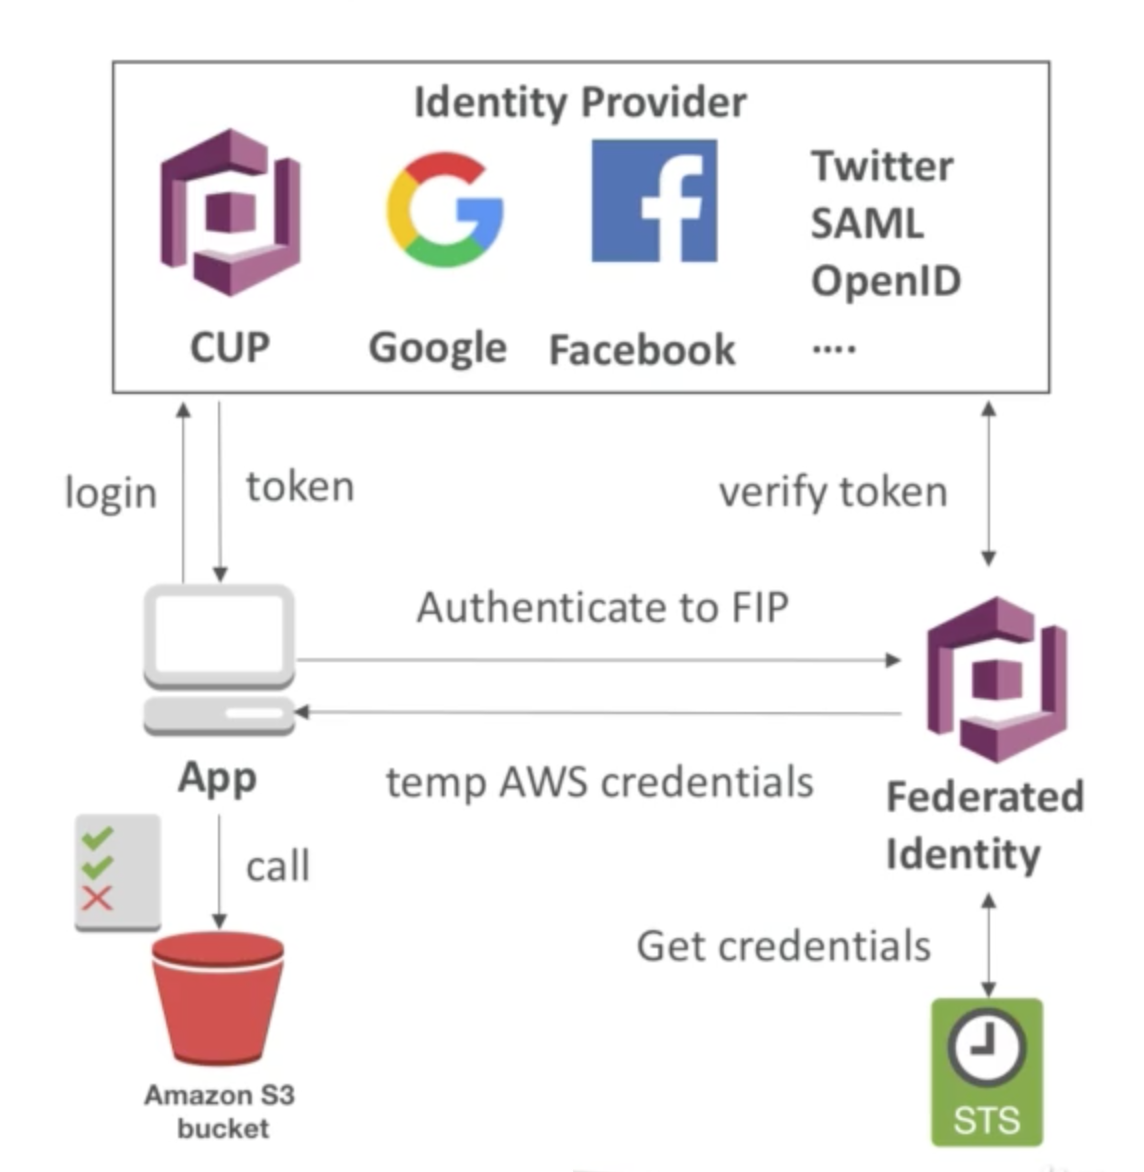 Identity Provider
Twitter
SAML
OpenID
....
CUP
Google
Facebook
login
token
verify token
Authenticate to FIP
App
temp AWS credentials
Federated
Identity
call
Get credentials
Amazon S3
bucket
STS